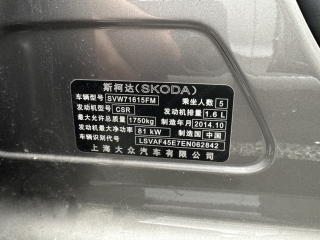 斯柯达(SKODA)
车辆型号 SVW71615FM 乘坐人数 5
发动机型号 CSR 发动机排量 1.6 L
最大允许总质量 1750kg 制造年月 2014.10
发动机最大净功率 81 kW 制造国 中国
车辆识别代号 LSVAF45E7EN062842
上海大众汽车有限公司